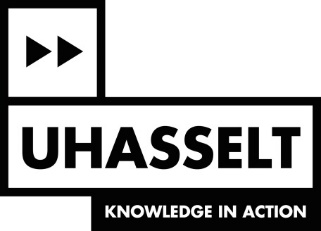 UHASSELT
KNOWLEDGE IN ACTION